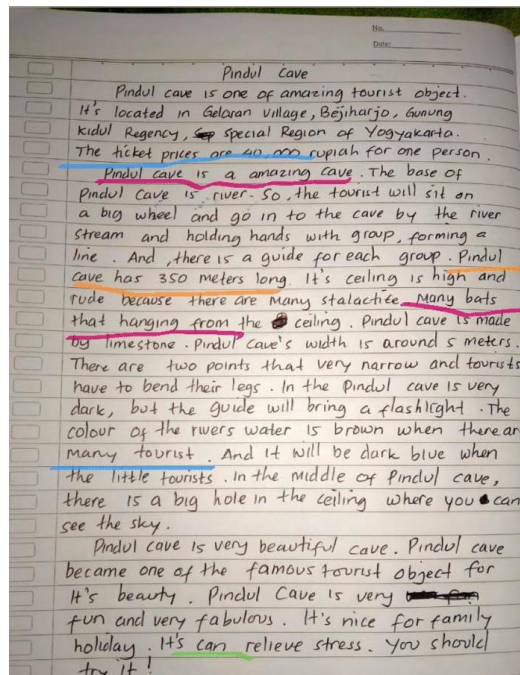 No.
Date:
Pindul cave
Pindul cave is one of amazing tourist object.
It's located in Gelaran Village, Bejiharjo, Gunung
Kidul Regency, Special Region of Yogyakarta.
The ticket prices are 40.000 rupiah for one person.
Pindul cave is a amazing cave. The base of
Pindul Cave is river. So, the tourist will sit on
a big wheel and go in to the cave by the river
stream and holding hands with group, forming a
line. And, there is a guide for each group. Pindul
cave has 350 meters long. It's ceiling is high and
rude because there are many stalactite. Many bats
that hanging from the ceiling. Pindul cave is made
by limestone. Pindul cave's width is around 5 meters.
There are two points that very narrow and tourists
have to bend their legs. In the Pindul cave is very
dark, but the guide will bring a flashlight. The
colour of the rivers water is brown when there are
many tourist. And it will be dark blue when
the little tourists. In the middle of Pindul cave,
there is a big hole in the ceiling where you can
see the sky.
Pindul cave is very beautiful cave. Pindul cave
became one of the famous tourist object for
it's beauty. Pindul Cave is very
fun and very fabulous. It's nice for family
holiday. It's can relieve stress. You should
try it!